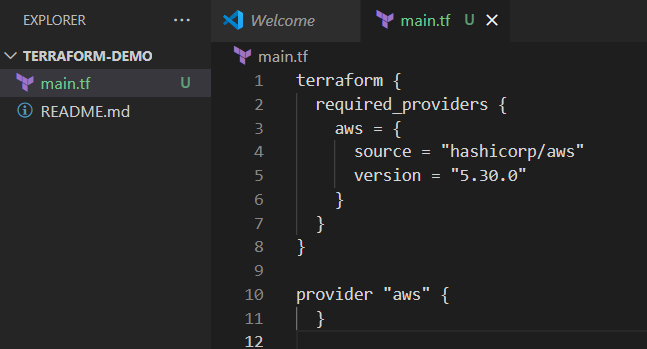 EXPLORER ...
TERRAFORM-DEMO
main.tf U
README.md
Welcome
main.tf U
main.tf
1 terraform {
2 required_providers {
3 aws = {
4 source = "hashicorp/aws"
5 version = "5.30.0"
6 }
7 }
8 }
9
10 provider "aws" {
11 }
12